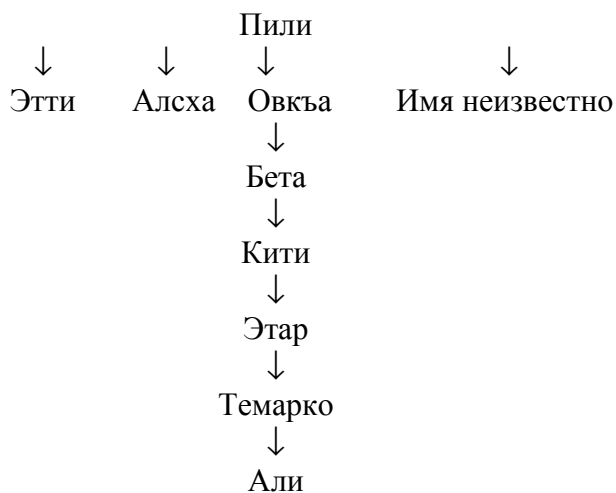 Пили
↓ ↓ ↓ ↓
Этти Алсха Овкъа Имя неизвестно
↓
Бета
↓
Кити
↓
Этар
↓
Темарко
↓
Али